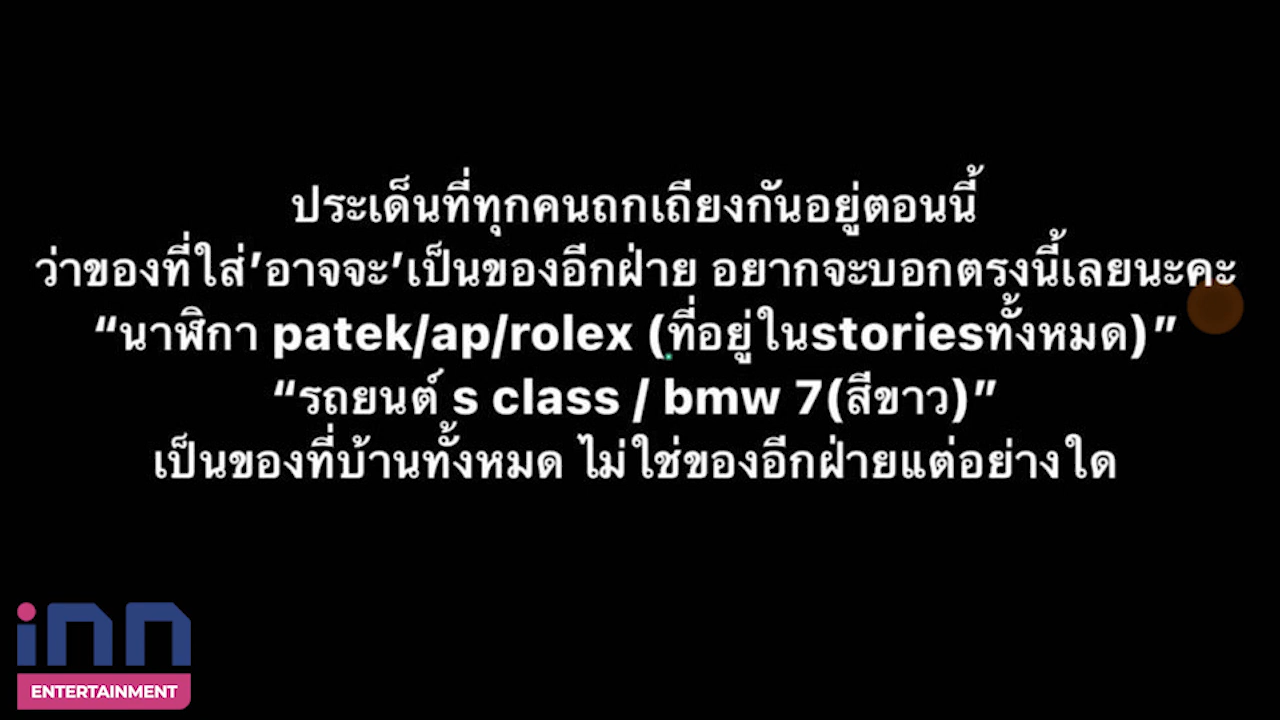 ประเด็นที่ทุกคนถกเถียงกันอยู่ตอนนี้
ว่าของที่ใส่’อาจจะ’เป็นของอีกฝ่าย อยากจะบอกตรงนี้เลยนะคะ
“นาฬิกา patek/ap/rolex (ที่อยู่ในstoriesทั้งหมด)”
“รถยนต์ s class / bmw 7(สีขาว)”
เป็นของที่บ้านทั้งหมด ไม่ใช่ของอีกฝ่ายแต่อย่างใด
inn
ENTERTAINMENT